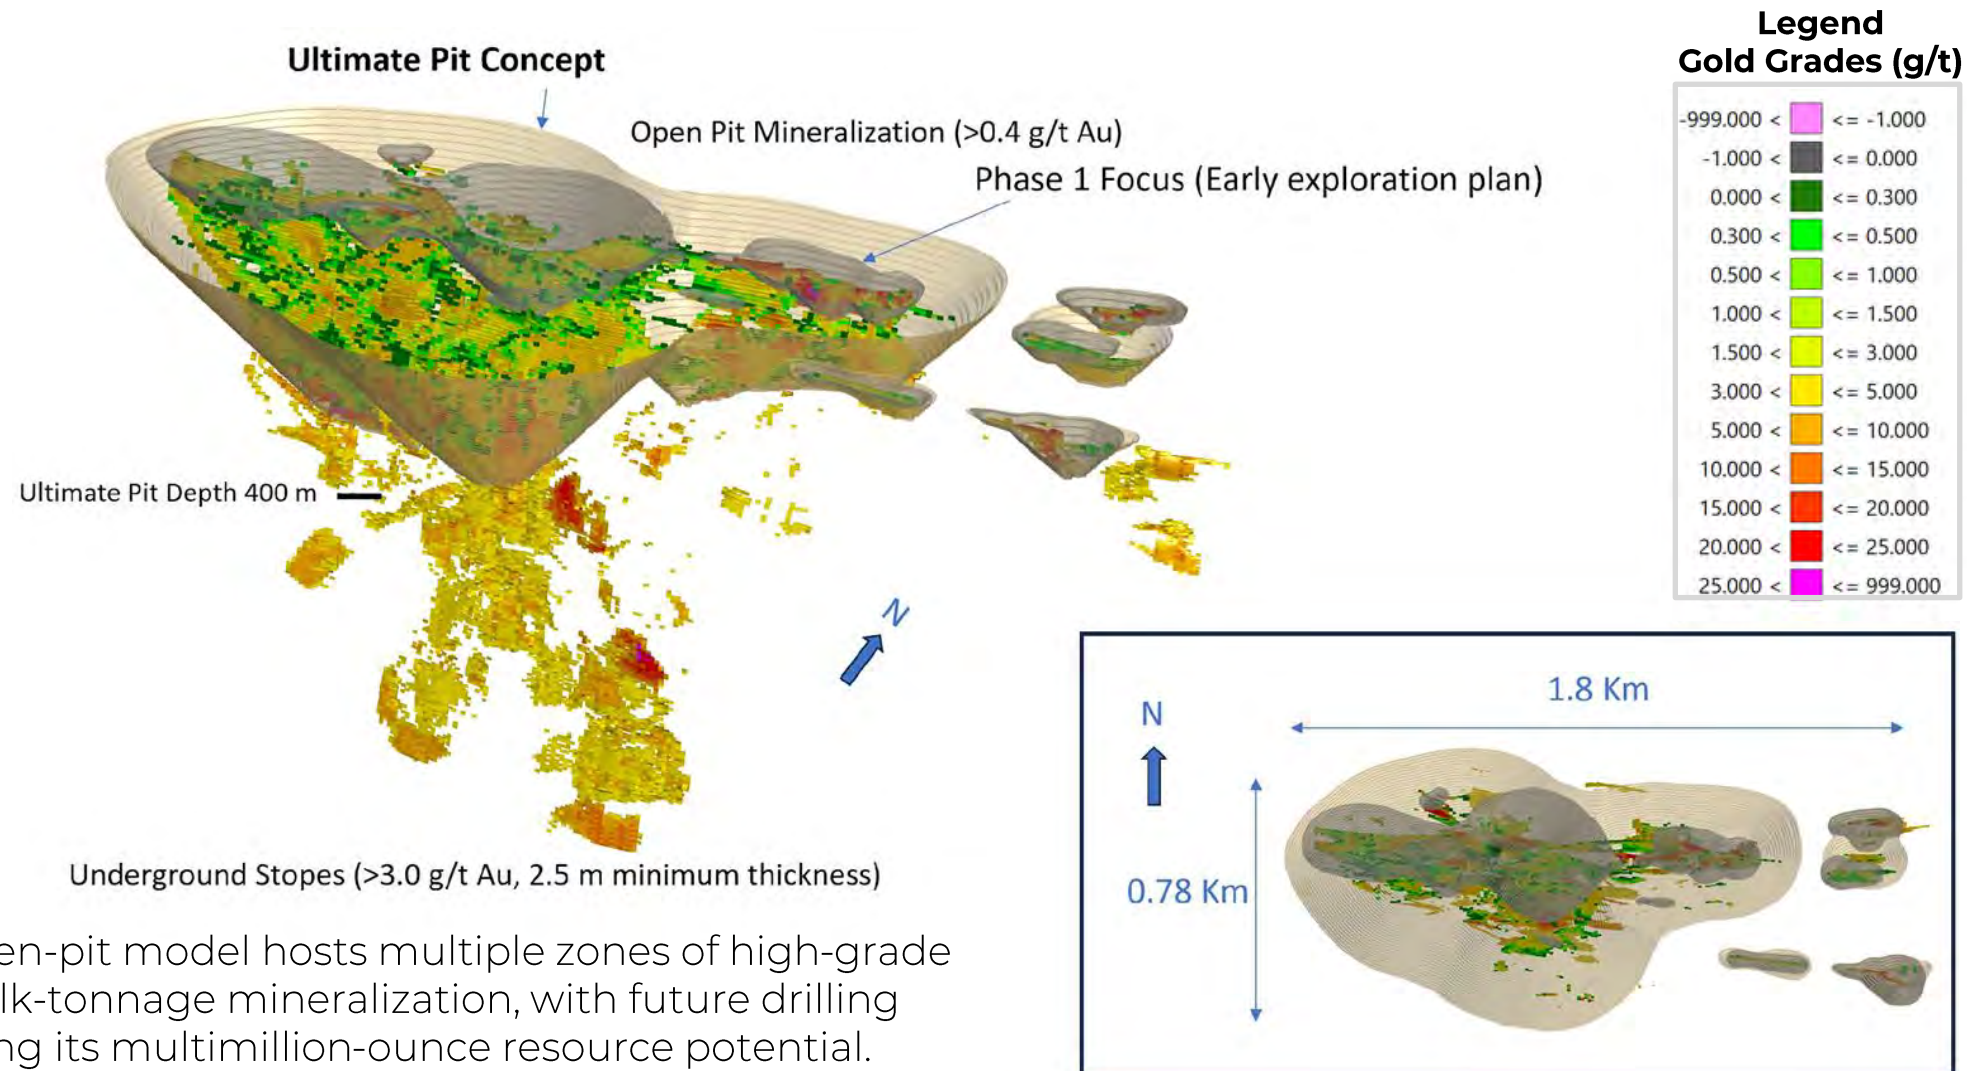 Ultimate Pit Concept
Open Pit Mineralization (>0.4 g/t Au)
Phase 1 Focus (Early exploration plan)
Ultimate Pit Depth 400 m
N
Underground Stopes (>3.0 g/t Au, 2.5 m minimum thickness)
en-pit model hosts multiple zones of high-grade
lk-tonnage mineralization, with future drilling
ng its multimillion-ounce resource potential.
Legend
Gold Grades (g/t)
-999.000 < <= -1.000
-1.000 < <= 0.000
0.000 < <= 0.300
0.300 < <= 0.500
0.500 < <= 1.000
1.000 < <= 1.500
1.500 < <= 3.000
3.000 < <= 5.000
5.000 < <= 10.000
10.000 < <= 15.000
15.000 < <= 20.000
20.000 < <= 25.000
25.000 < <= 999.000
1.8 Km
N
0.78 Km